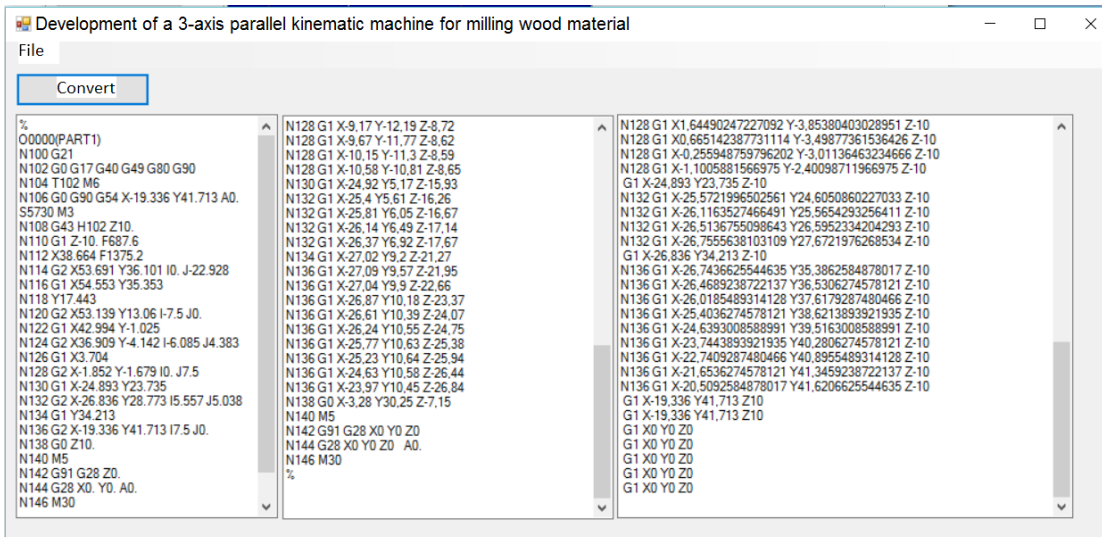 Development of a 3-axis parallel kinematic machine for milling wood material
File
Convert
%
O0000(PART1)
N100 G21
N102 G0 G17 G40 G49 G80 G90
N104 T102 M6
N106 G0 G90 G54 X-19.336 Y41.713 A0.
S5730 M3
N108 G43 H102 Z10.
N110 G1 Z-10. F687.6
N112 X38.664 F1375.2
N114 G2 X53.691 Y36.101 I0. J-22.928
N116 G1 X54.553 Y35.353
N118 Y17.443
N120 G2 X53.139 Y13.06 I-7.5 J0.
N122 G1 X42.994 Y-1.025
N124 G2 X36.909 Y-4.142 I-6.085 J4.383
N126 G1 X3.704
N128 G2 X-1.852 Y-1.679 I0. J7.5
N130 G1 X-24.893 Y23.735
N132 G2 X-26.836 Y28.773 I5.557 J5.038
N134 G1 Y34.213
N136 G2 X-19.336 Y41.713 I7.5 J0.
N138 G0 Z10.
N140 M5
N142 G91 G28 Z0.
N144 G28 X0. Y0. A0.
N146 M30
N128 G1 X-9,17 Y-12,19 Z-8,72
N128 G1 X-9,67 Y-11,77 Z-8,62
N128 G1 X-10,15 Y-11,3 Z-8,59
N128 G1 X-10,58 Y-10,81 Z-8,65
N130 G1 X-24,92 Y5,17 Z-15,93
N132 G1 X-25,4 Y5,61 Z-16,26
N132 G1 X-25,81 Y6,05 Z-16,67
N132 G1 X-26,14 Y6,49 Z-17,14
N132 G1 X-26,37 Y6,92 Z-17,67
N134 G1 X-27,02 Y9,2 Z-21,27
N136 G1 X-27,09 Y9,57 Z-21,95
N136 G1 X-27,04 Y9,9 Z-22,66
N136 G1 X-26,87 Y10,18 Z-23,37
N136 G1 X-26,61 Y10,39 Z-24,07
N136 G1 X-26,24 Y10,55 Z-24,75
N136 G1 X-25,77 Y10,63 Z-25,38
N136 G1 X-25,23 Y10,64 Z-25,94
N136 G1 X-24,63 Y10,58 Z-26,44
N136 G1 X-23,97 Y10,45 Z-26,84
N138 G0 X-3,28 Y30,25 Z-7,15
N140 M5
N142 G91 G28 X0 Y0 Z0
N144 G28 X0 Y0 Z0 A0.
N146 M30
%
N128 G1 X1,64490247227092 Y-3,85380403028951 Z-10
N128 G1 X0,665142387731114 Y-3,49877361536426 Z-10
N128 G1 X-0,255948759796202 Y-3,01136463234666 Z-10
N128 G1 X-1,1005881566975 Y-2,40098711966975 Z-10
G1 X-24,893 Y23,735 Z-10
N132 G1 X-25,5721996502561 Y24,6050860227033 Z-10
N132 G1 X-26,1163527466491 Y25,5654293256411 Z-10
N132 G1 X-26,5136755098643 Y26,5952334204293 Z-10
N132 G1 X-26,7555638103109 Y27,6721976268534 Z-10
G1 X-26,836 Y34,213 Z-10
N136 G1 X-26,7436625544635 Y35,3862584878017 Z-10
N136 G1 X-26,4689238722137 Y36,5306274578121 Z-10
N136 G1 X-26,0185489314128 Y37,6179287480466 Z-10
N136 G1 X-25,4036274578121 Y38,6213893921935 Z-10
N136 G1 X-24,6393008588991 Y39,5163008588991 Z-10
N136 G1 X-23,7443893921935 Y40,2806274578121 Z-10
N136 G1 X-22,7409287480466 Y40,8955489314128 Z-10
N136 G1 X-21,6536274578121 Y41,3459238722137 Z-10
N136 G1 X-20,5092584878017 Y41,6206625544635 Z-10
G1 X-19,336 Y41,713 Z10
G1 X-19,336 Y41,713 Z10
G1 X0 Y0 Z0
G1 X0 Y0 Z0
G1 X0 Y0 Z0
G1 X0 Y0 Z0
G1 X0 Y0 Z0